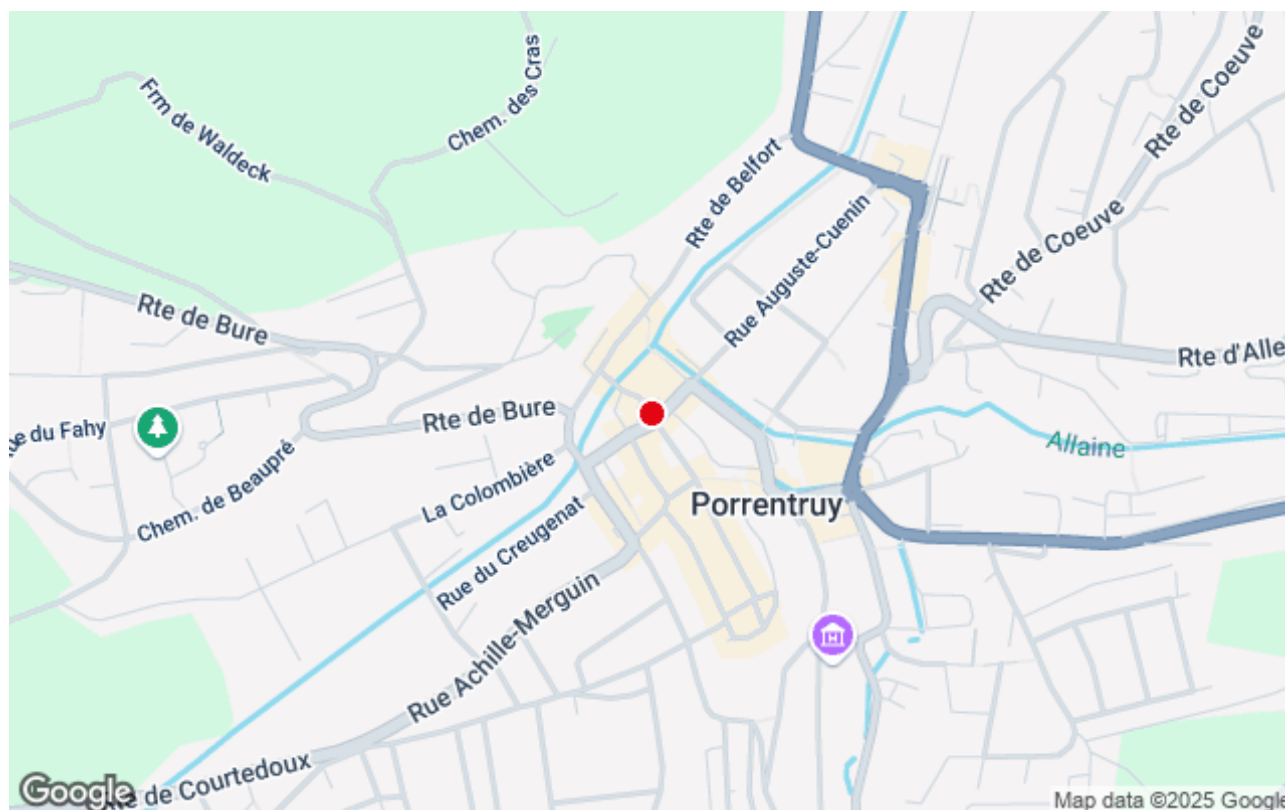 Frm de Waldeck
Chem. des Cras
Rte de Coeuve
Rte de Belfort
Rue Auguste-Cuenin
Rte de Coeuve
Rte de Bure
Rte d'Alle
Rte de Bure
du Fahy
Chem. de Beaupré
La Colombière
Allaine
Rue du Creugenat
Porrentruy
Rue Achille-Merguin
de Courtedoux
Google
Map data ©2025 Google